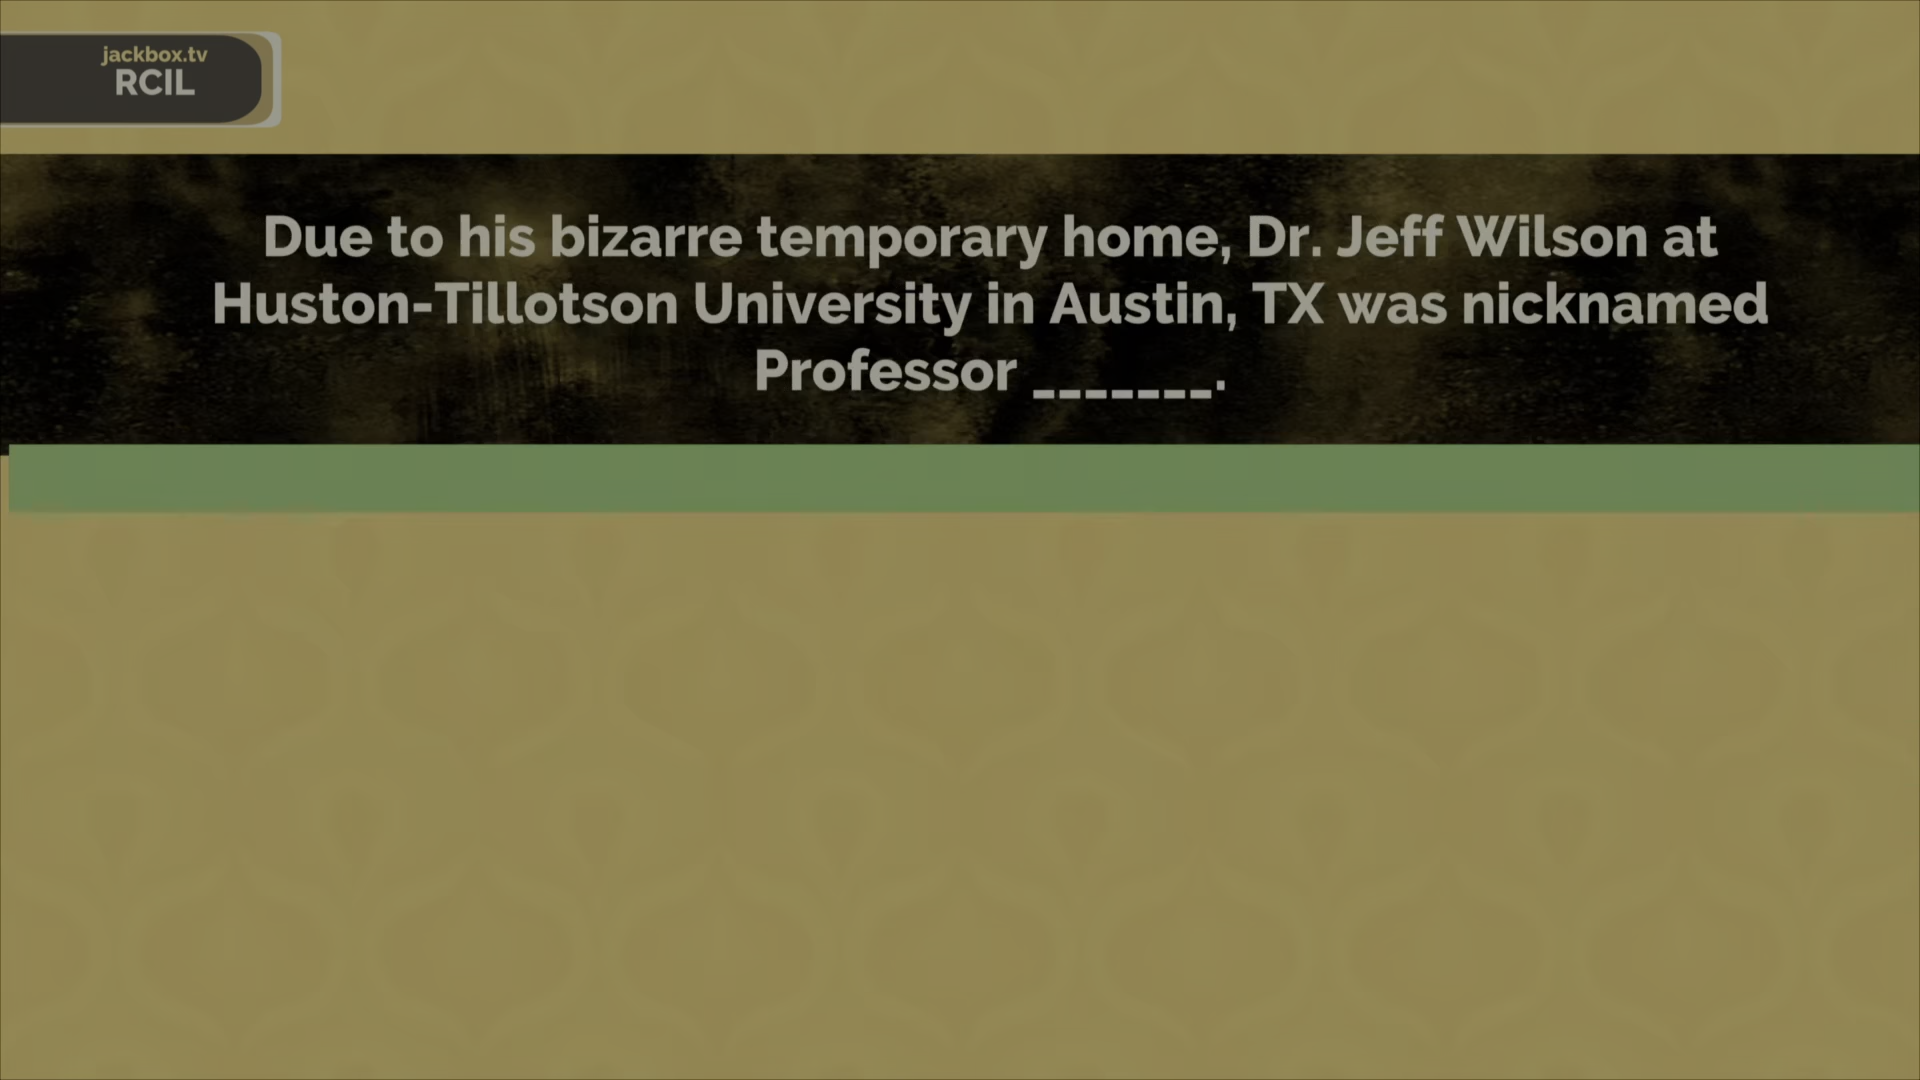 jackbox.tv
RCIL
Due to his bizarre temporary home, Dr. Jeff Wilson at
Huston-Tillotson University in Austin, TX was nicknamed
Professor _______.